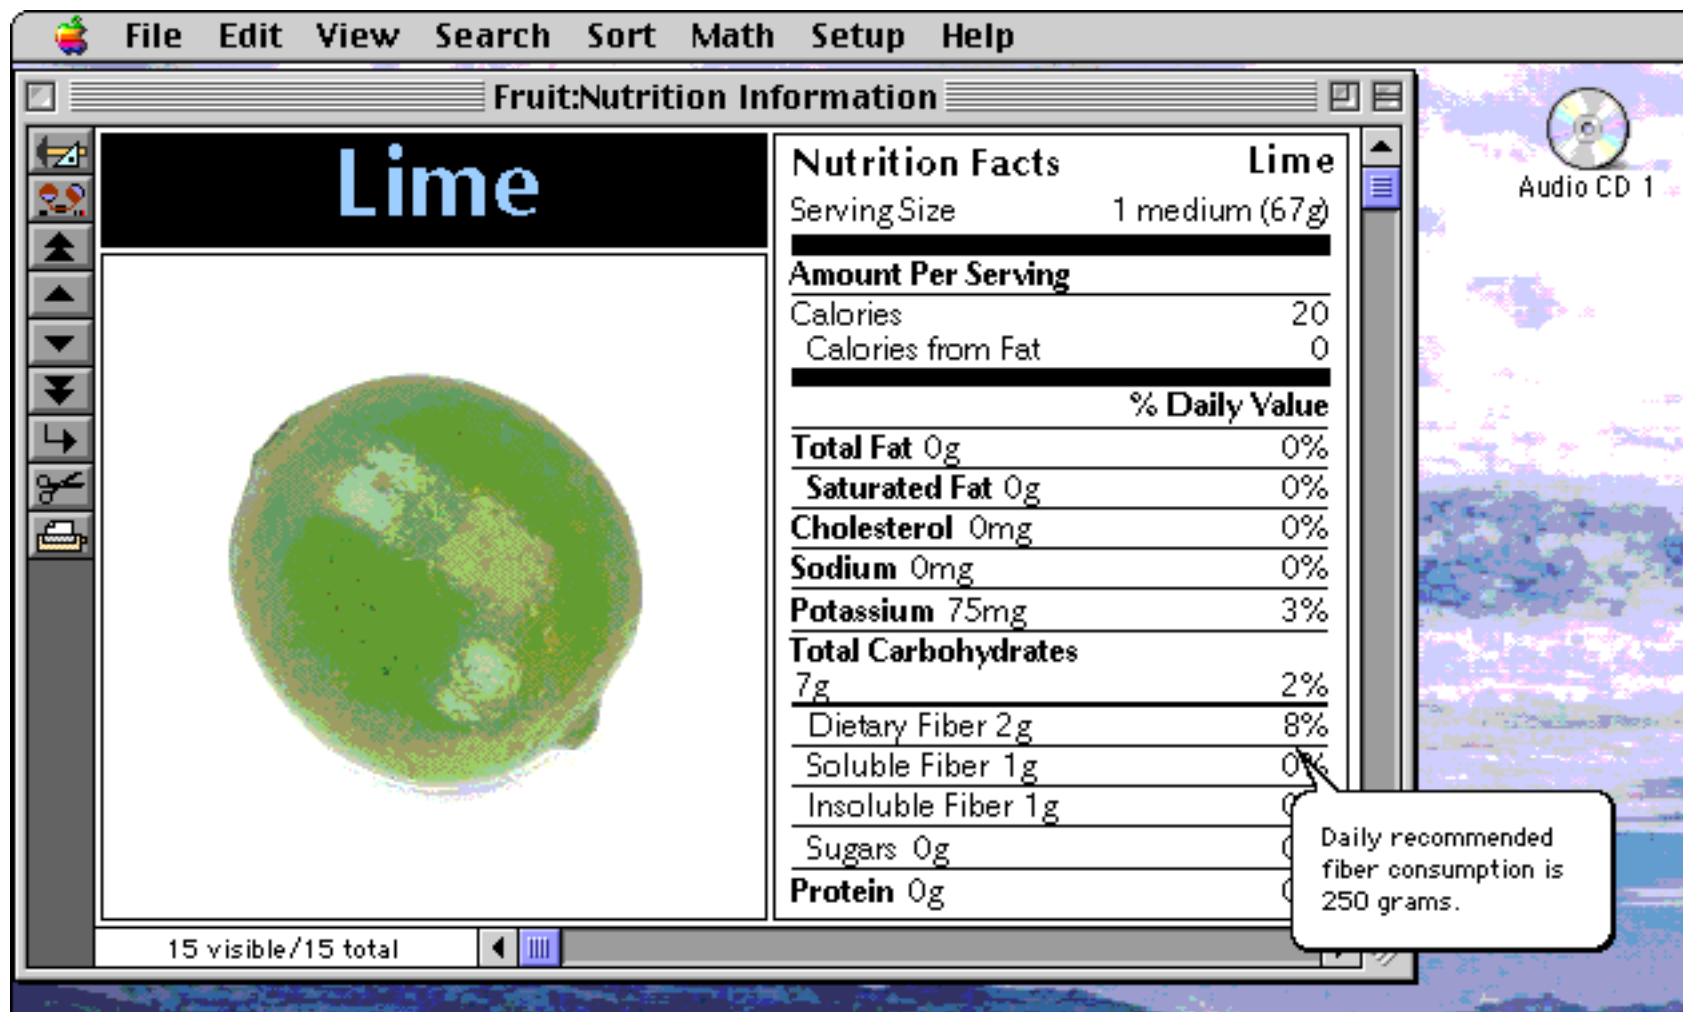 File Edit View Search Sort Math Setup Help
Fruit:Nutrition Information
Audio CD 1
Lime
Nutrition Facts Lime
Serving Size 1 medium (67g)
Amount Per Serving
Calories 20
Calories from Fat 0
% Daily Value
Total Fat 0g 0%
Saturated Fat 0g 0%
Cholesterol 0mg 0%
Sodium 0mg 0%
Potassium 75mg 3%
Total Carbohydrates
7g 2%
Dietary Fiber 2g 8%
Soluble Fiber 1g 0%
Insoluble Fiber 1g
Sugars 0g
Protein 0g
Daily recommended
fiber consumption is
250 grams.
15 visible/15 total